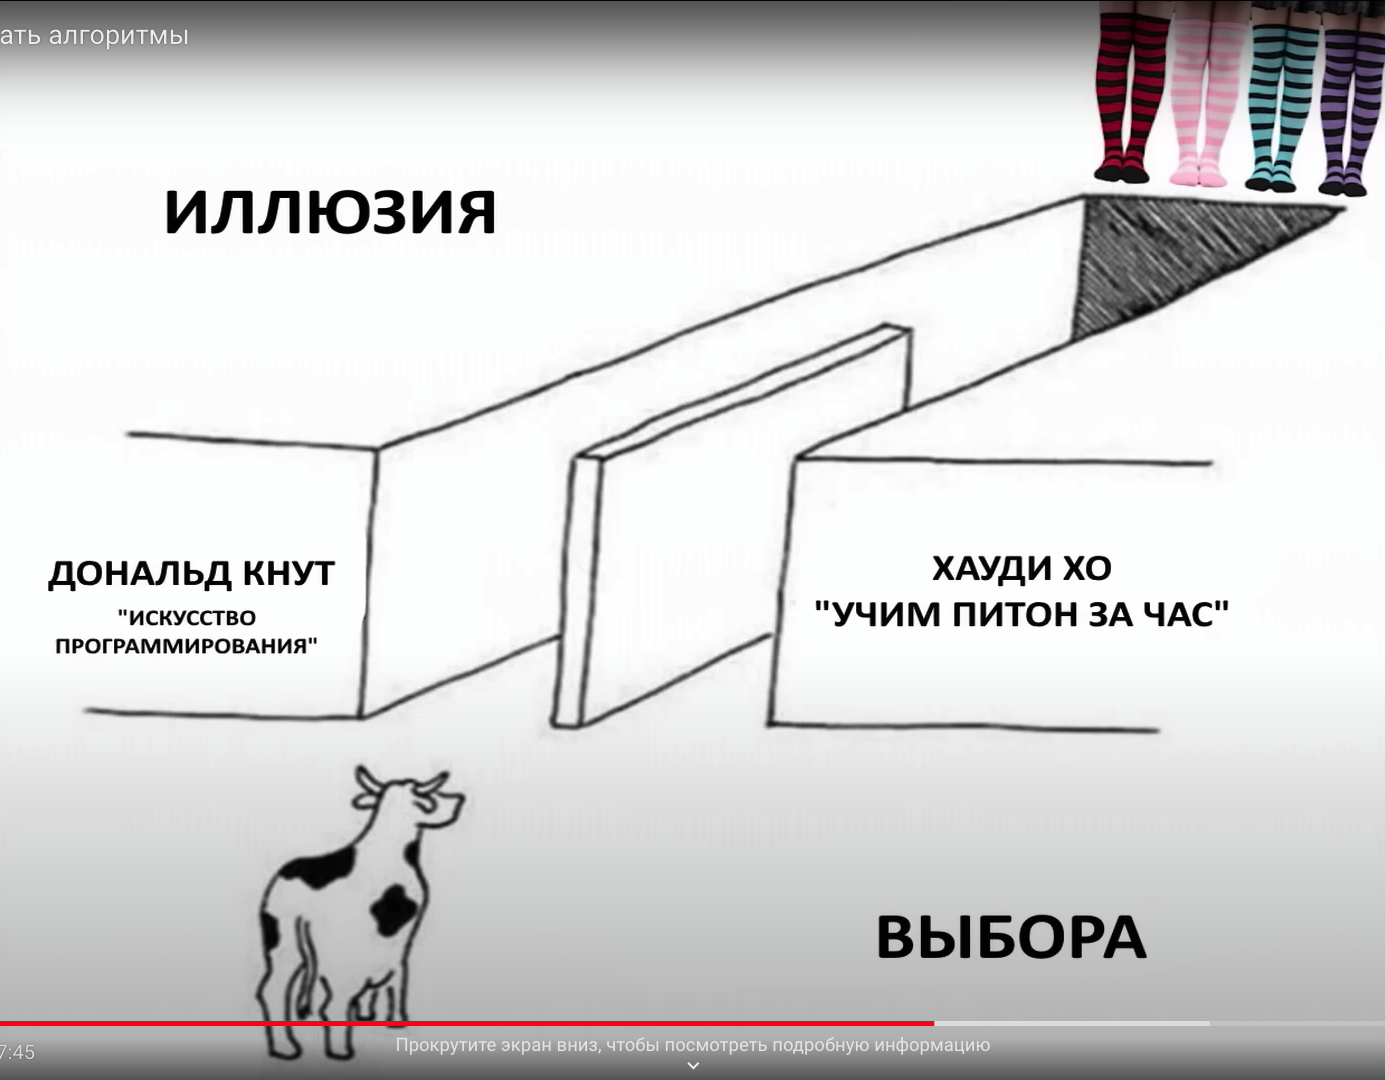 ать алгоритмы
ИЛЛЮЗИЯ
ДОНАЛЬД КНУТ
"ИСКУССТВО
ПРОГРАММИРОВАНИЯ"
ХАУДИ ХО
"УЧИМ ПИТОН ЗА ЧАС"
ВЫБОРА
7:45
Прокрутите экран вниз, чтобы посмотреть подробную информацию